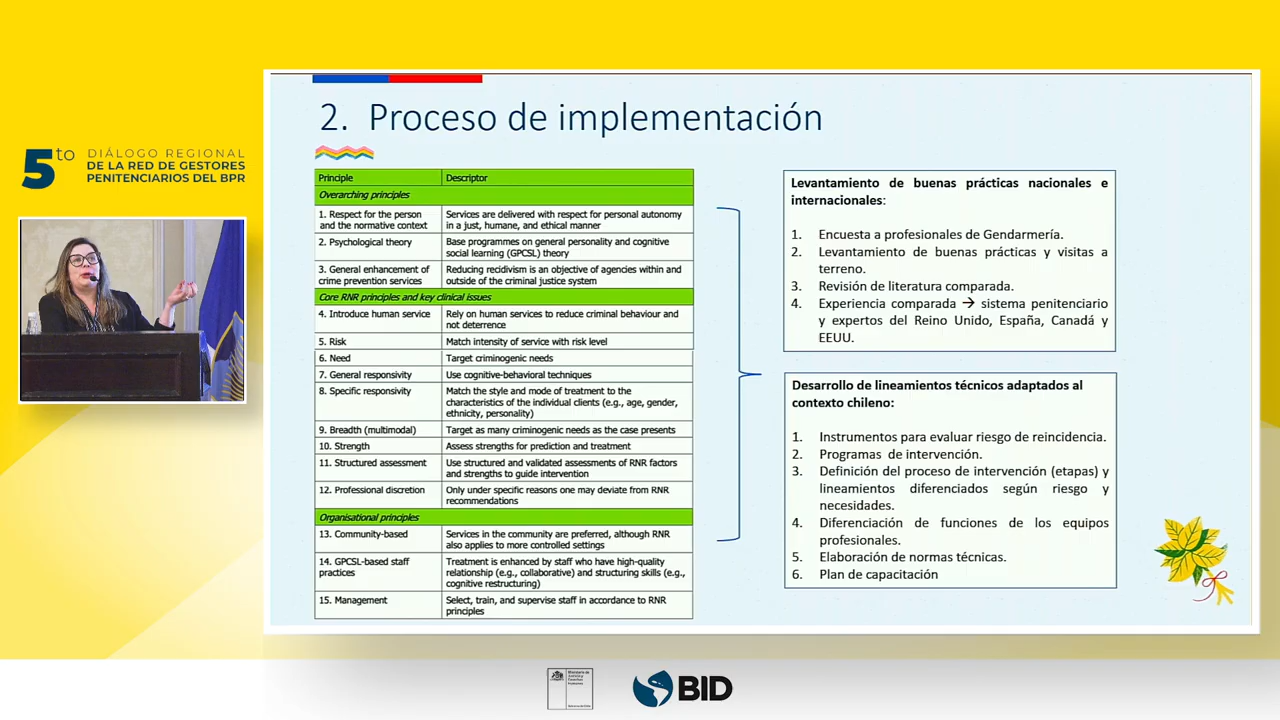 5to DIÁLOGO REGIONAL
DE LA RED DE GESTORES
PENITENCIARIOS DEL BPR
2. Proceso de implementación
Principle Descriptor
Overarching principles
1. Respect for the person
and the normative context
Services are delivered with respect for personal autonomy
in a just, humane, and ethical manner
2. Psychological theory
Base programmes on general personality and cognitive
social learning (GPCSL) theory
3. General enhancement of
crime prevention services
Reducing recidivism is an objective of agencies within and
outside of the criminal justice system
Core RNR principles and key clinical issues
4. Introduce human service
Rely on human services to reduce criminal behaviour and
not deterrence
5. Risk Match intensity of service with risk level
6. Need Target criminogenic needs
7. General responsivity Use cognitive-behavioral techniques
8. Specific responsivity
Match the style and mode of treatment to the
characteristics of the individual clients (e.g., age, gender,
ethnicity, personality)
9. Breadth (multimodal) Target as many criminogenic needs as the case presents
10. Strength Assess strengths for prediction and treatment
11. Structured assessment
Use structured and validated assessments of RNR factors
and strengths to guide intervention
12. Professional discretion
Only under specific reasons one may deviate from RNR
recommendations
Organisational principles
13. Community-based
Services in the community are preferred, although RNR
also applies to more controlled settings
14. GPCSL-based staff
practices
Treatment is enhanced by staff who have high-quality
relationship (e.g., collaborative) and structuring skills (e.g.,
cognitive restructuring)
15. Management
Select, train, and supervise staff in accordance to RNR
principles
Levantamiento de buenas prácticas nacionales e
internacionales:
1. Encuesta a profesionales de Gendarmería.
2. Levantamiento de buenas prácticas y visitas a
terreno.
3. Revisión de literatura comparada.
4. Experiencia comparada → sistema penitenciario
y expertos del Reino Unido, España, Canadá y
EEUU.
Desarrollo de lineamientos técnicos adaptados al
contexto chileno:
1. Instrumentos para evaluar riesgo de reincidencia.
2. Programas de intervención.
3. Definición del proceso de intervención (etapas) y
lineamientos diferenciados según riesgo y
necesidades.
4. Diferenciación de funciones de los equipos
profesionales.
5. Elaboración de normas técnicas.
6. Plan de capacitación
BID